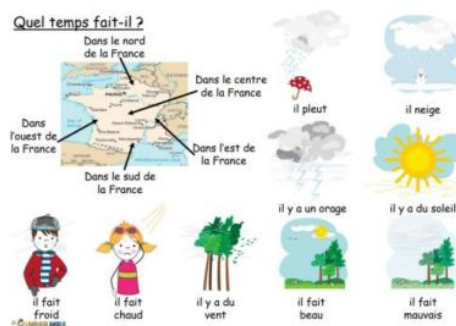 Quel temps fait-il ?
Dans le nord
de la France
Dans le centre
de la France
Dans
l'ouest de
la France
Dans l'est de
la France
Dans le sud de
la France
PARIS
il pleut
il neige
il y a un orage
il y a du soleil
il fait
froid
il fait
chaud
il y a du
vent
il fait
beau
il fait
mauvais